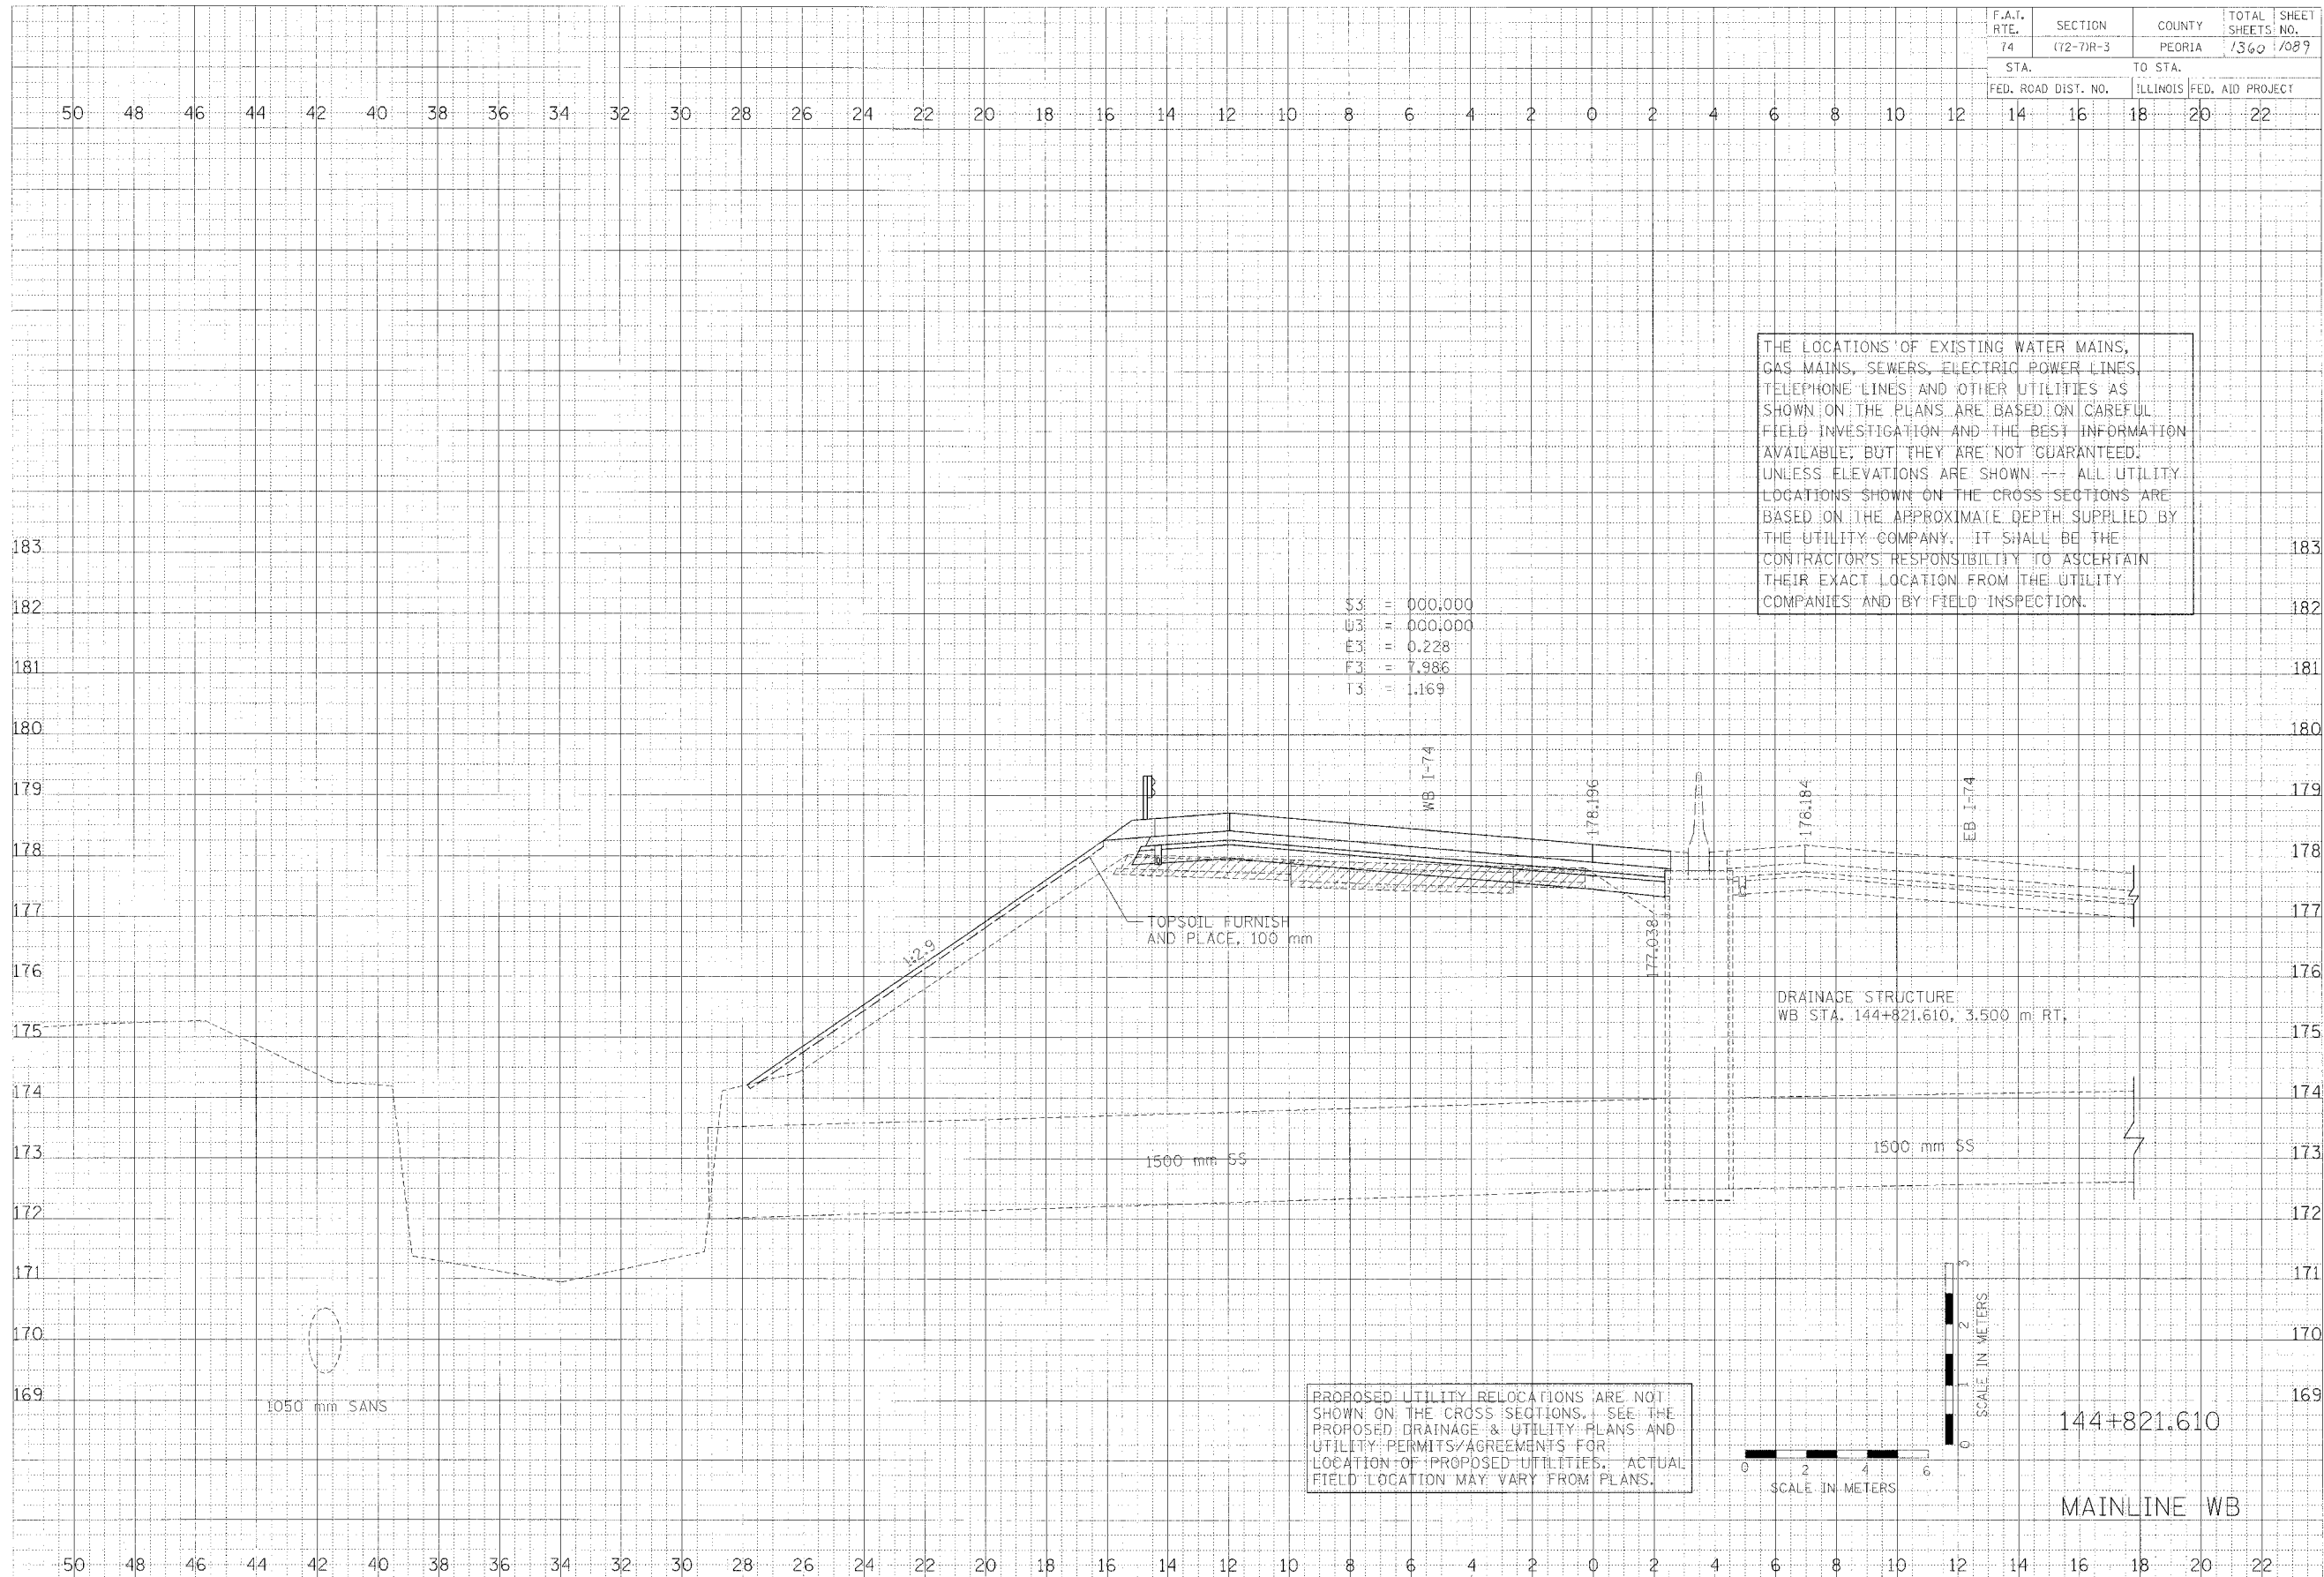 F.A.I. RTE. SECTION COUNTY TOTAL SHEETS SHEET NO.
74 (72-7)R-3 PEORIA 1360 1089
STA. TO STA.
FED. ROAD DIST. NO. ILLINOIS FED. AID PROJECT
50 48 46 44 42 40 38 36 34 32 30 28 26 24 22 20 18 16 14 12 10 8 6 4 2 0 2 4 6 8 10 12 14 16 18 20 22
THE LOCATIONS OF EXISTING WATER MAINS,
GAS MAINS, SEWERS, ELECTRIC POWER LINES,
TELEPHONE LINES AND OTHER UTILITIES AS
SHOWN ON THE PLANS ARE BASED ON CAREFUL
FIELD INVESTIGATION AND THE BEST INFORMATION
AVAILABLE, BUT THEY ARE NOT GUARANTEED.
UNLESS ELEVATIONS ARE SHOWN --- ALL UTILITY
LOCATIONS SHOWN ON THE CROSS SECTIONS ARE
BASED ON THE APPROXIMATE DEPTH SUPPLIED BY
THE UTILITY COMPANY. IT SHALL BE THE
CONTRACTOR'S RESPONSIBILITY TO ASCERTAIN
THEIR EXACT LOCATION FROM THE UTILITY
COMPANIES AND BY FIELD INSPECTION.
183 183
182 182
S3 = 000.000
U3 = 000.000
E3 = 0.228
F3 = 7.986
T3 = 1.169
181 181
180 180
179 179
WB I-74
178.196
178.184
EB I-74
178 178
177 177
TOPSOIL FURNISH
AND PLACE, 100 mm
1:2.9
177.038
176 176
DRAINAGE STRUCTURE
WB STA. 144+821.610, 3.500 m RT.
175 175
174 174
173 173
1500 mm SS
1500 mm SS
172 172
171 171
170 170
169 169
1050 mm SANS
PROPOSED UTILITY RELOCATIONS ARE NOT
SHOWN ON THE CROSS SECTIONS. SEE THE
PROPOSED DRAINAGE & UTILITY PLANS AND
UTILITY PERMITS/AGREEMENTS FOR
LOCATION OF PROPOSED UTILITIES. ACTUAL
FIELD LOCATION MAY VARY FROM PLANS.
0 2 4 6
SCALE IN METERS
0 1 2 3
SCALE IN METERS
144+821.610
MAINLINE WB
50 48 46 44 42 40 38 36 34 32 30 28 26 24 22 20 18 16 14 12 10 8 6 4 2 0 2 4 6 8 10 12 14 16 18 20 22